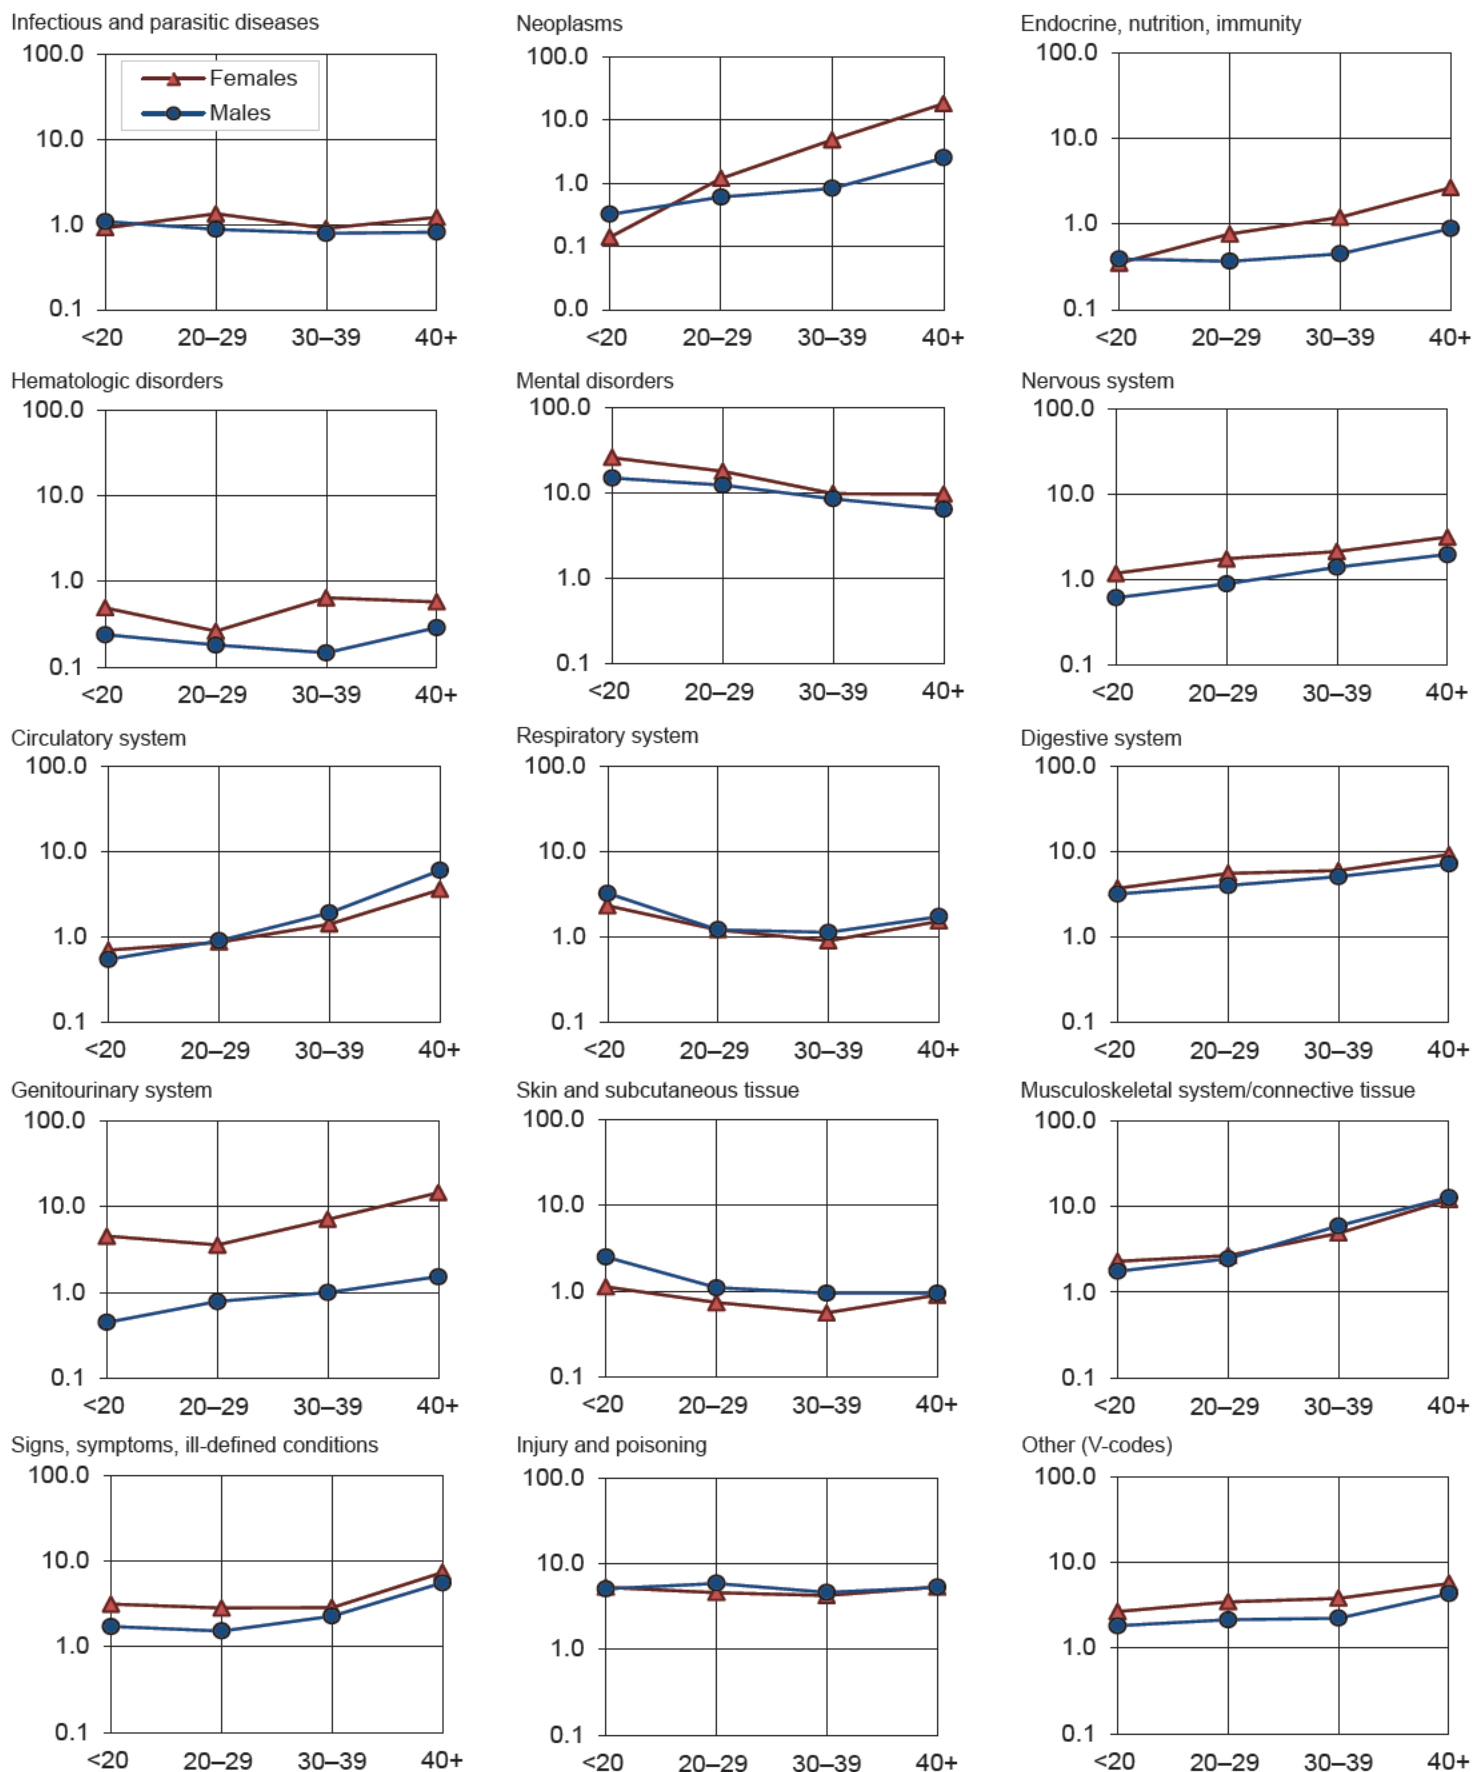 Infectious and parasitic diseases
100.0
Females
Males
10.0
1.0
0.1
<20 20–29 30–39 40+
Neoplasms
100.0
10.0
1.0
0.1
0.0
<20 20–29 30–39 40+
Endocrine, nutrition, immunity
100.0
10.0
1.0
0.1
<20 20–29 30–39 40+
Hematologic disorders
100.0
10.0
1.0
0.1
<20 20–29 30–39 40+
Mental disorders
100.0
10.0
1.0
0.1
<20 20–29 30–39 40+
Nervous system
100.0
10.0
1.0
0.1
<20 20–29 30–39 40+
Circulatory system
100.0
10.0
1.0
0.1
<20 20–29 30–39 40+
Respiratory system
100.0
10.0
1.0
0.1
<20 20–29 30–39 40+
Digestive system
100.0
10.0
1.0
0.1
<20 20–29 30–39 40+
Genitourinary system
100.0
10.0
1.0
0.1
<20 20–29 30–39 40+
Skin and subcutaneous tissue
100.0
10.0
1.0
0.1
<20 20–29 30–39 40+
Musculoskeletal system/connective tissue
100.0
10.0
1.0
0.1
<20 20–29 30–39 40+
Signs, symptoms, ill-defined conditions
100.0
10.0
1.0
0.1
<20 20–29 30–39 40+
Injury and poisoning
100.0
10.0
1.0
0.1
<20 20–29 30–39 40+
Other (V-codes)
100.0
10.0
1.0
0.1
<20 20–29 30–39 40+